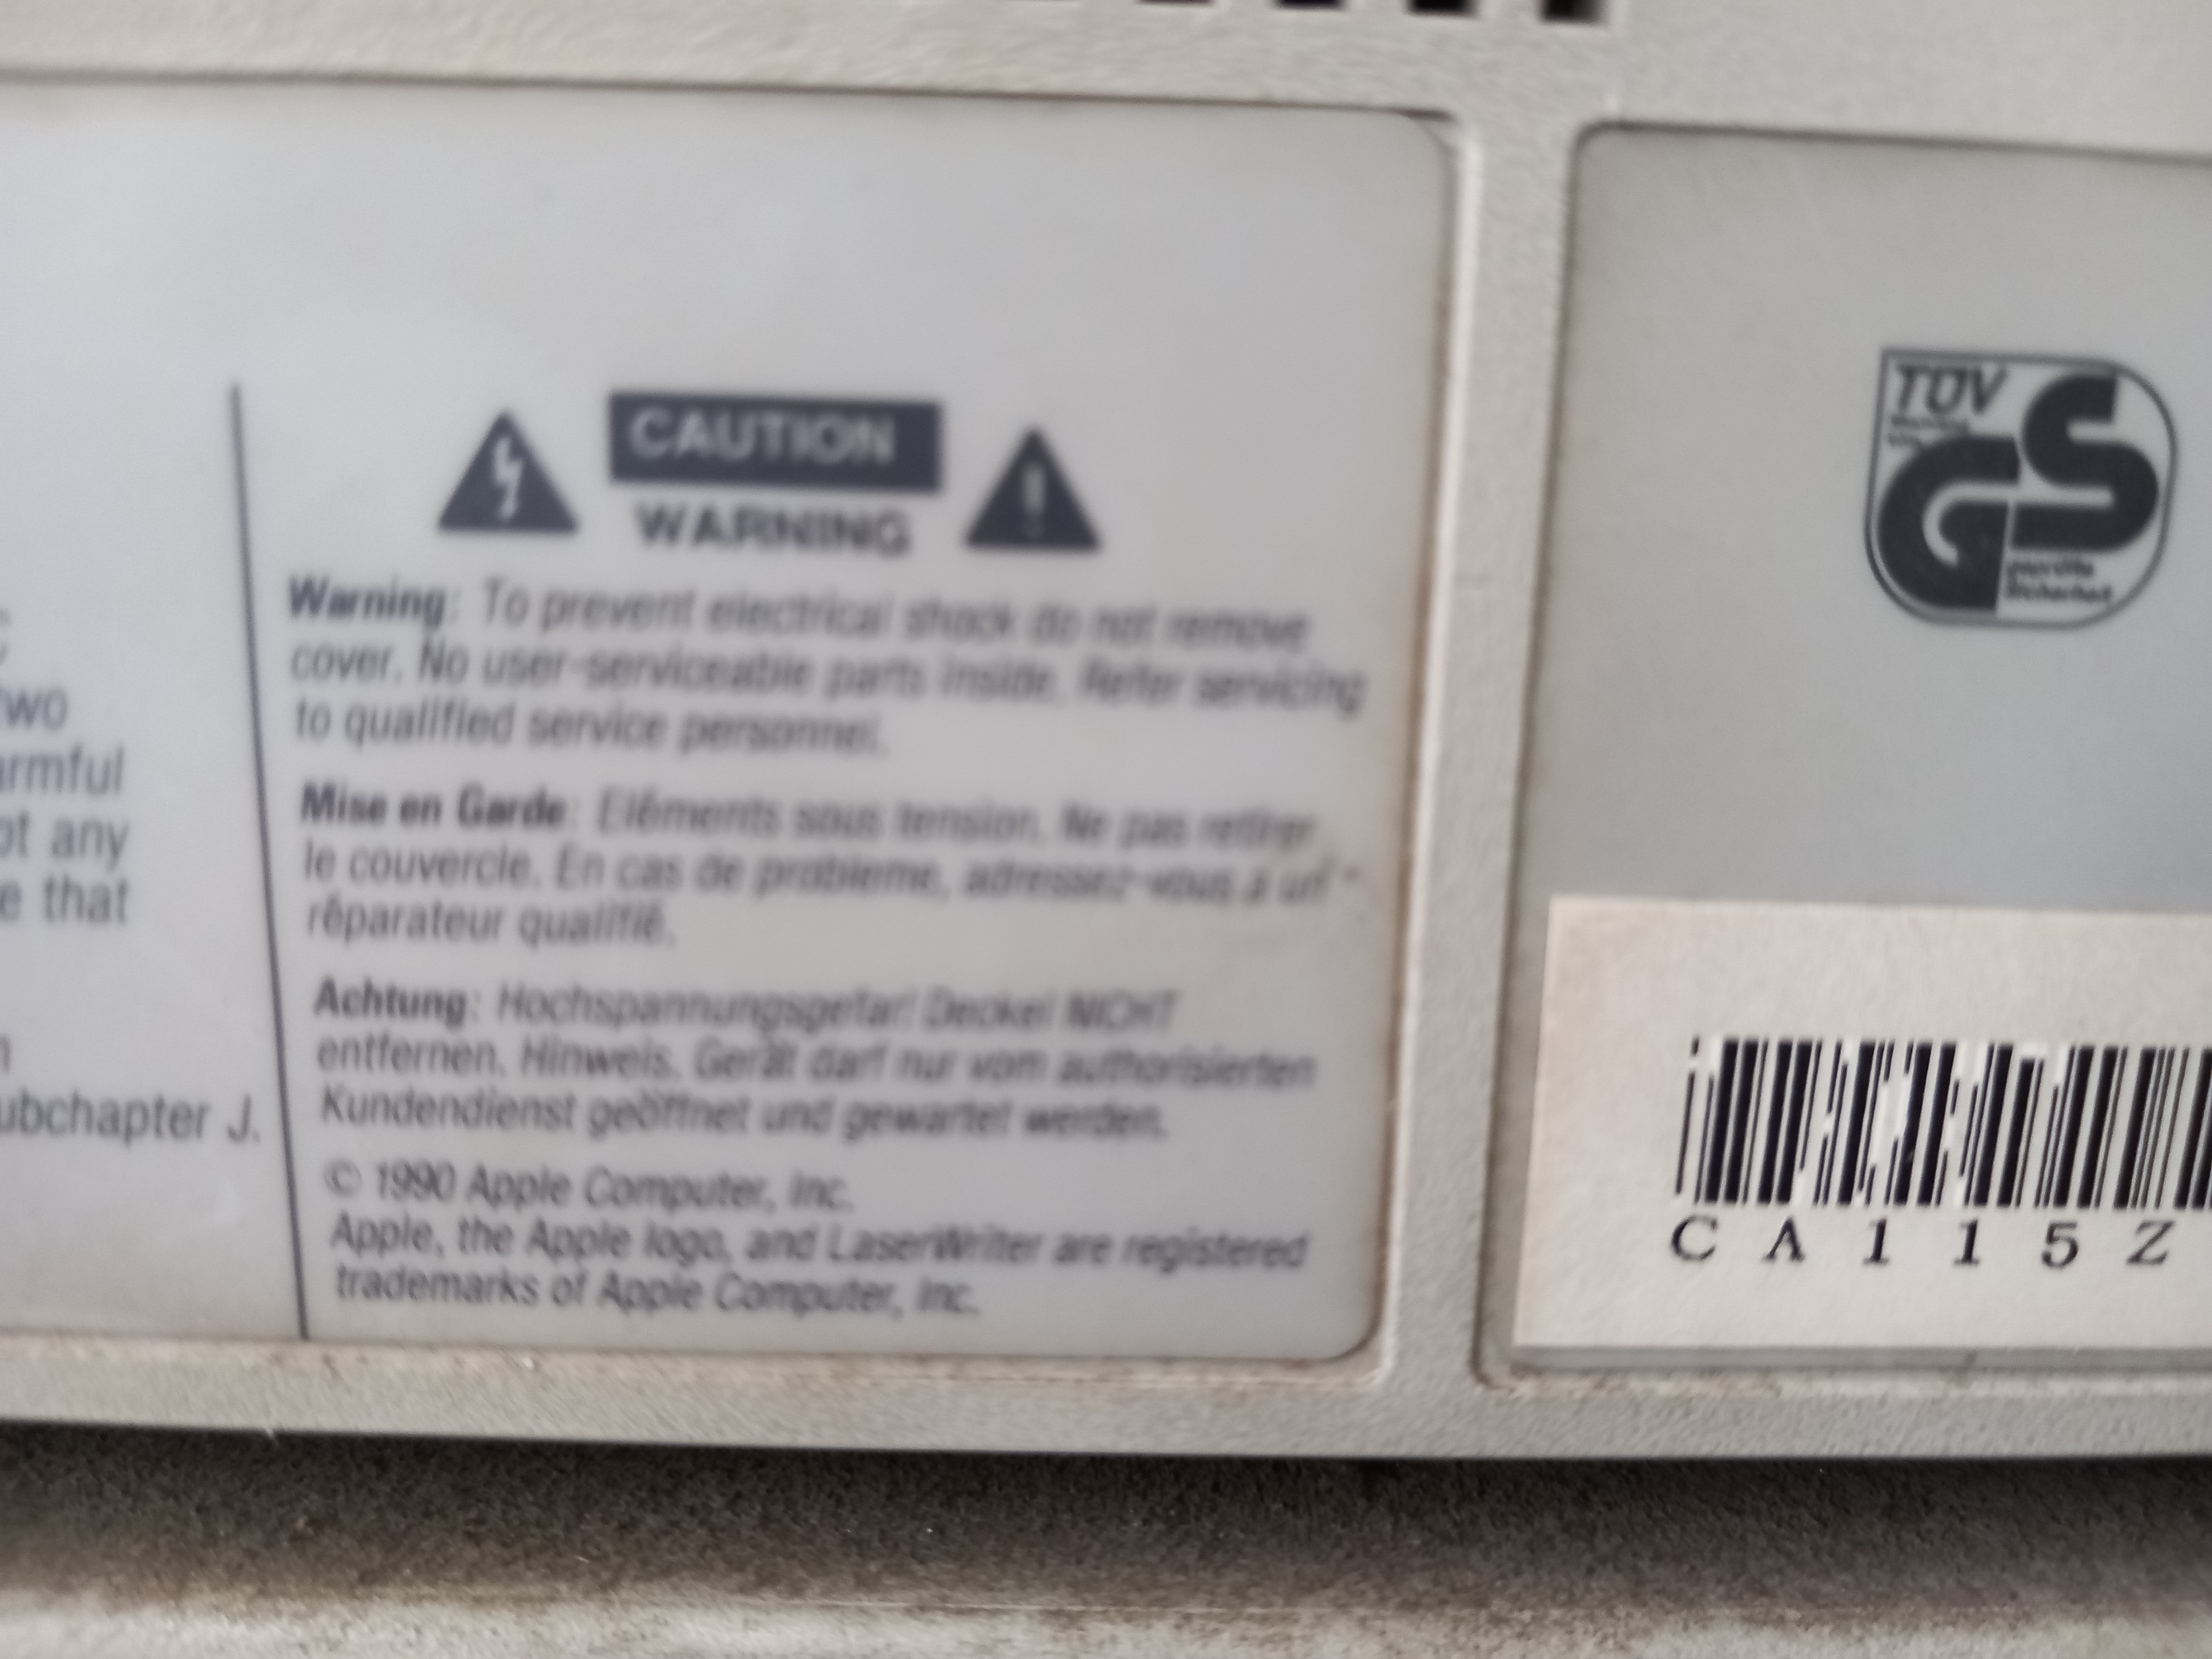 two
armful
ot any
e that
ubchapter J.
CAUTION
WARNING
Warning: To prevent electrical shock do not remove
cover. No user-serviceable parts inside. Refer servicing
to qualified service personnel.
Mise en Garde: Eléments sous tension. Ne pas retirer
le couvercle. En cas de probleme, adressez-vous à un
réparateur qualifié.
Achtung: Hochspannungsgefar! Deckel NICHT
entfernen. Hinweis. Gerät darf nur vom authorisierten
Kundendienst geöffnet und gewartet werden.
© 1990 Apple Computer, Inc.
Apple, the Apple logo, and LaserWriter are registered
trademarks of Apple Computer, Inc.
TÜV
GS
geprüfte
Sicherheit
CA115Z